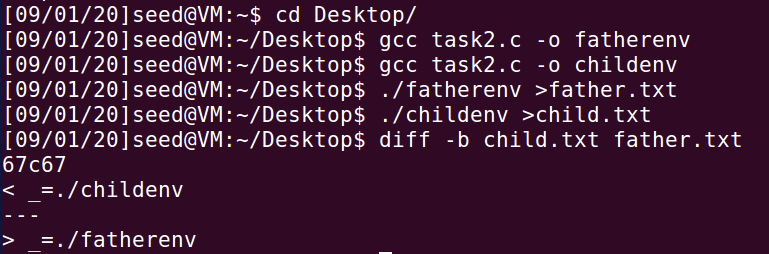 [09/01/20]seed@VM:~$ cd Desktop/
[09/01/20]seed@VM:~/Desktop$ gcc task2.c -o fatherenv
[09/01/20]seed@VM:~/Desktop$ gcc task2.c -o childenv
[09/01/20]seed@VM:~/Desktop$ ./fatherenv >father.txt
[09/01/20]seed@VM:~/Desktop$ ./childenv >child.txt
[09/01/20]seed@VM:~/Desktop$ diff -b child.txt father.txt
67c67
< _=./childenv
---
> _=./fatherenv